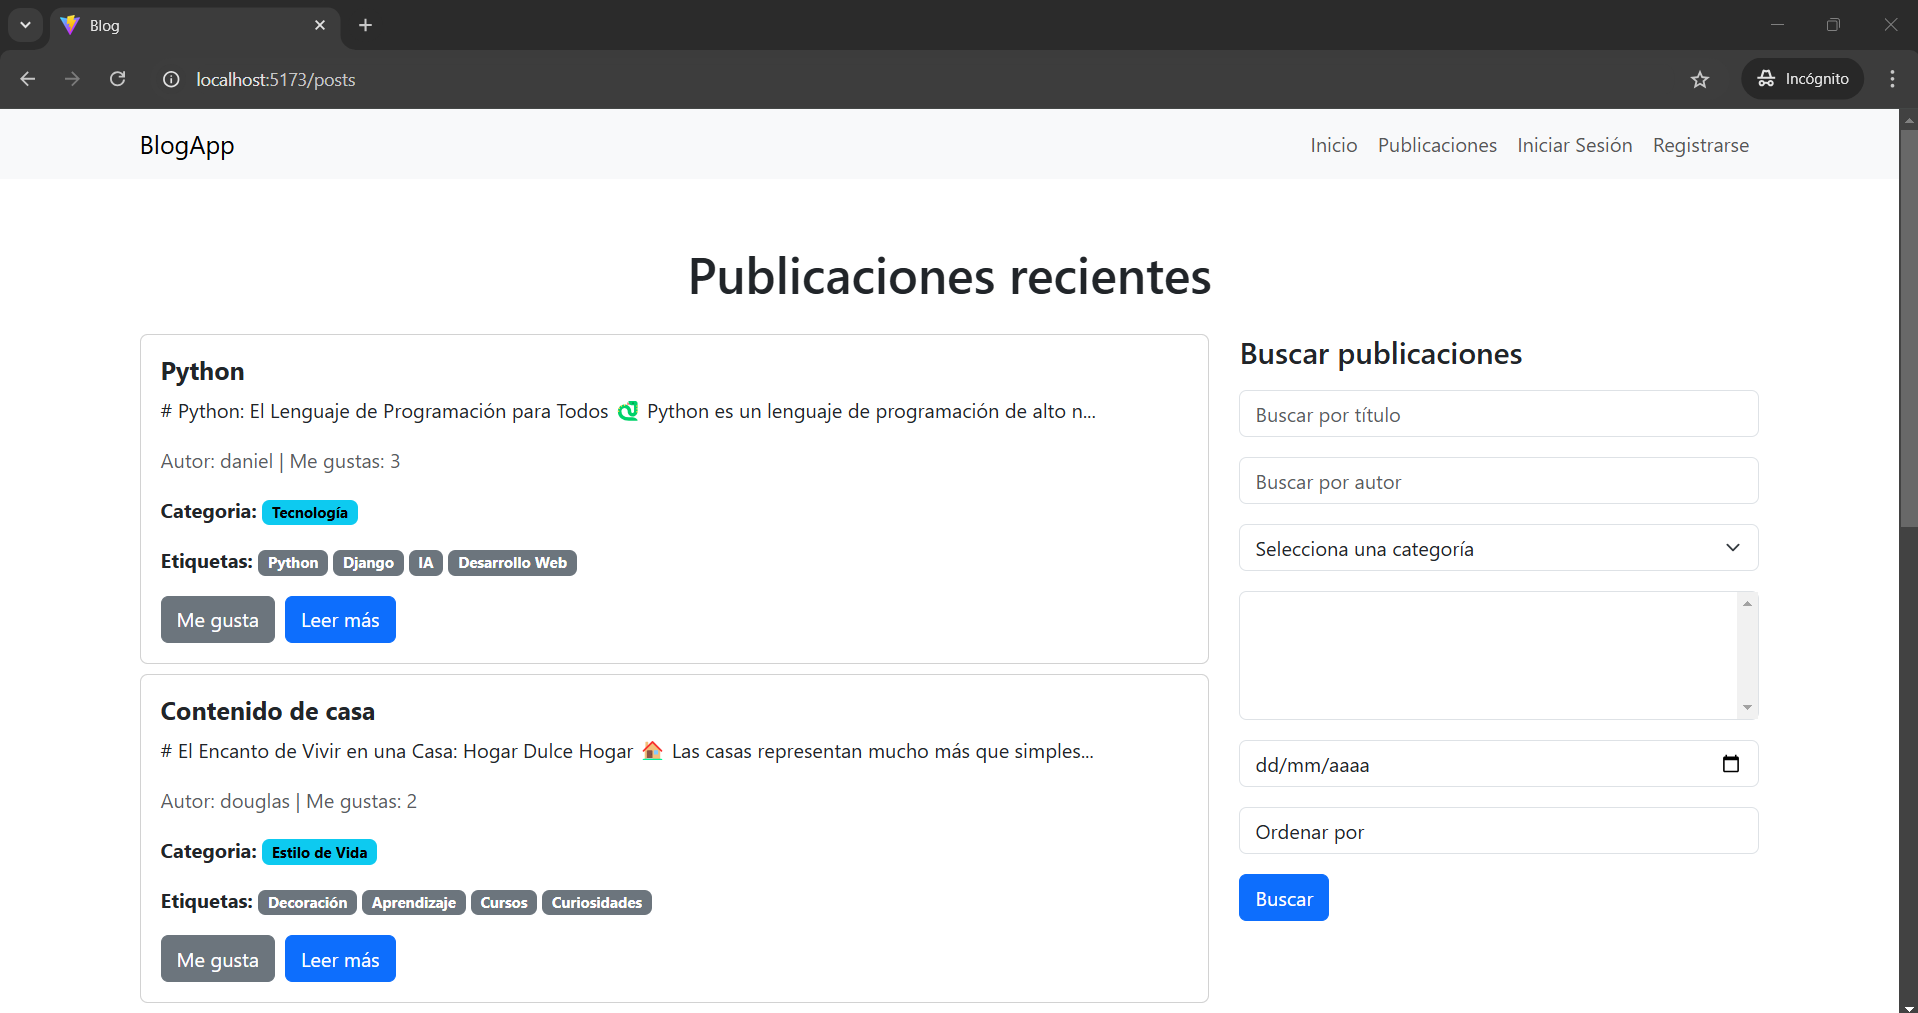 Blog
localhost:5173/posts
Incógnito
BlogApp
Inicio Publicaciones Iniciar Sesión Registrarse
Publicaciones recientes
Python
# Python: El Lenguaje de Programación para Todos 🐍 Python es un lenguaje de programación de alto n...
Autor: daniel | Me gustas: 3
Categoria: Tecnología
Etiquetas: Python Django IA Desarrollo Web
Me gusta Leer más
Contenido de casa
# El Encanto de Vivir en una Casa: Hogar Dulce Hogar 🏠 Las casas representan mucho más que simples...
Autor: douglas | Me gustas: 2
Categoria: Estilo de Vida
Etiquetas: Decoración Aprendizaje Cursos Curiosidades
Me gusta Leer más
Buscar publicaciones
Buscar por título
Buscar por autor
Selecciona una categoría
dd/mm/aaaa
Ordenar por
Buscar